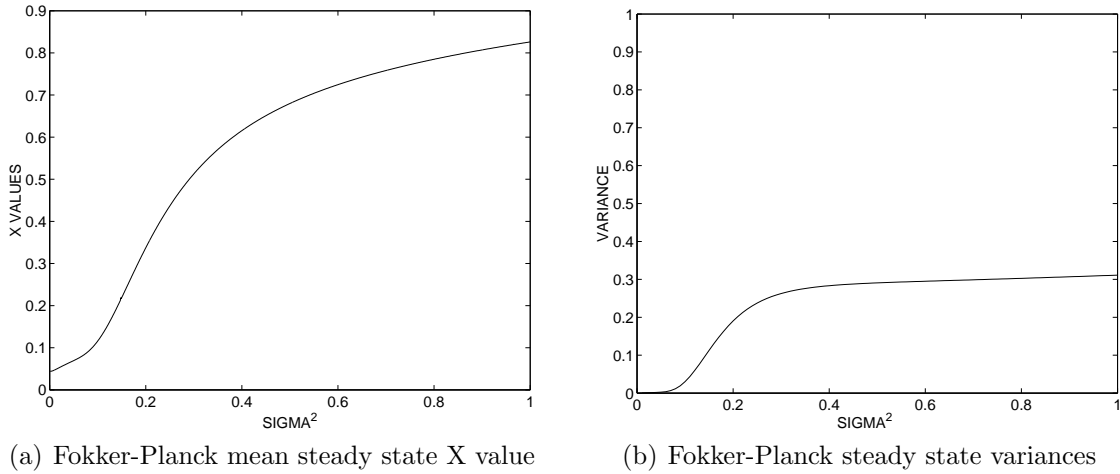 0.9
0.8
0.7
0.6
0.5
0.4
0.3
0.2
0.1
0
X VALUES
0 0.2 0.4 0.6 0.8 1
SIGMA²
(a) Fokker-Planck mean steady state X value
1
0.9
0.8
0.7
0.6
0.5
0.4
0.3
0.2
0.1
0
VARIANCE
0 0.2 0.4 0.6 0.8 1
SIGMA²
(b) Fokker-Planck steady state variances